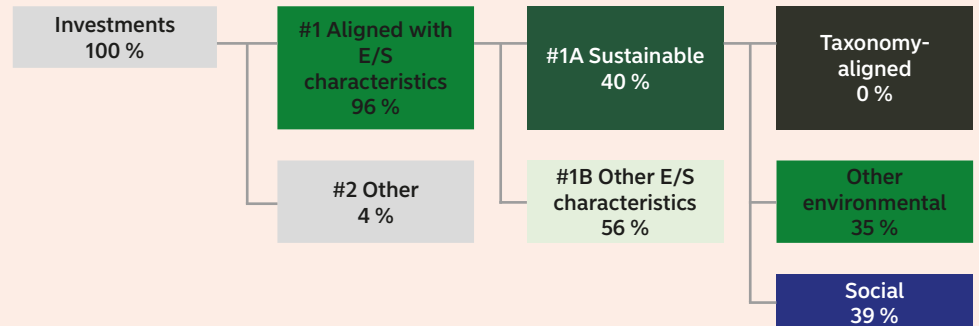 Investments
100 %
#1 Aligned with
E/S
characteristics
96 %
#1A Sustainable
40 %
Taxonomy-
aligned
0 %
#2 Other
4 %
#1B Other E/S
characteristics
56 %
Other
environmental
35 %
Social
39 %